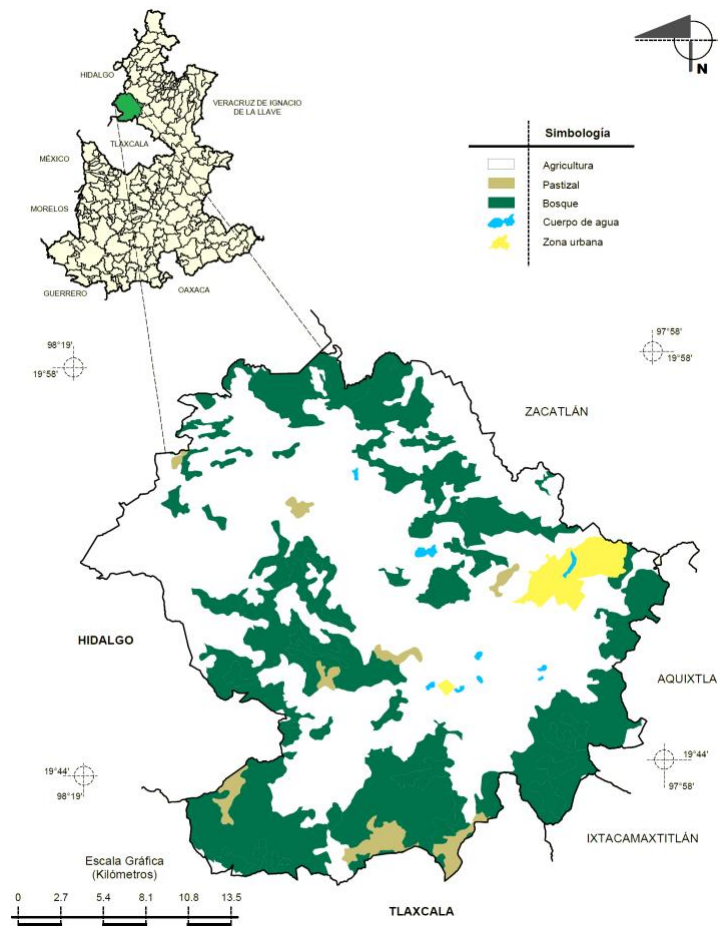 N
HIDALGO
VERACRUZ DE IGNACIO
DE LA LLAVE
TLAXCALA
MÉXICO
MORELOS
GUERRERO
OAXACA
Simbología
Agricultura
Pastizal
Bosque
Cuerpo de agua
Zona urbana
98°19'
19°58'
97°58'
19°58'
ZACATLÁN
HIDALGO
AQUIXTLA
19°44'
98°19'
19°44'
97°58'
IXTACAMAXTITLÁN
Escala Gráfica
(Kilómetros)
0 2.7 5.4 8.1 10.8 13.5
TLAXCALA